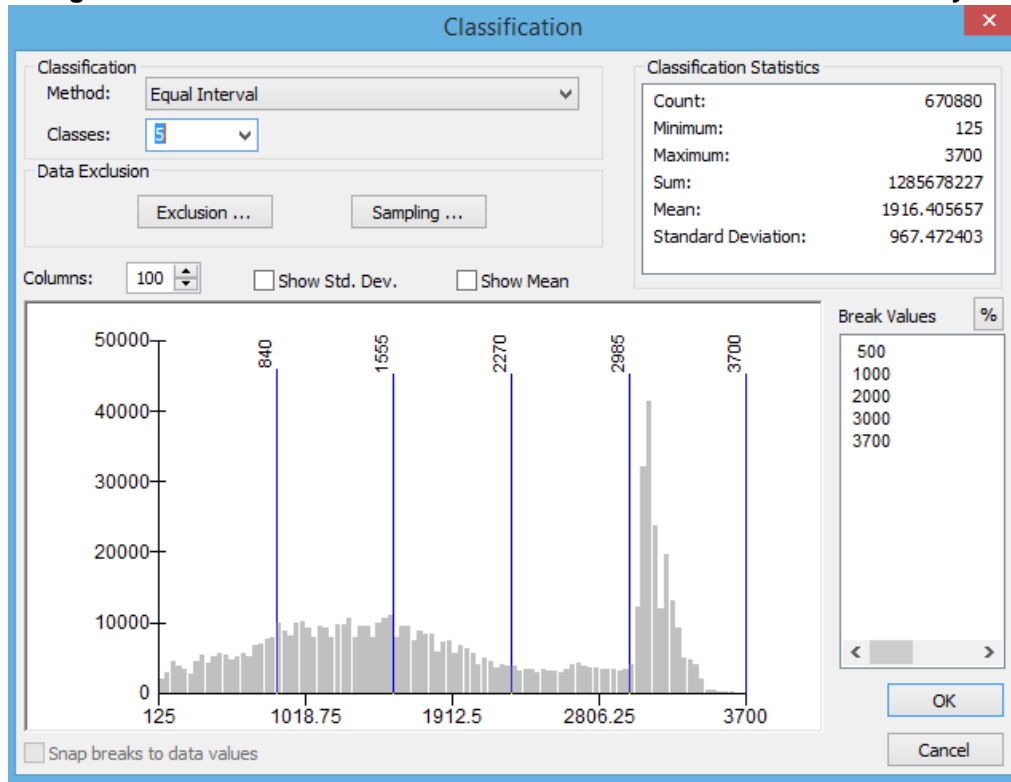 Classification
Classification
Method: Equal Interval
Classes: 5
Data Exclusion
Exclusion ...
Sampling ...
Classification Statistics
Count: 670880
Minimum: 125
Maximum: 3700
Sum: 1285678227
Mean: 1916.405657
Standard Deviation: 967.472403
Columns: 100 Show Std. Dev. Show Mean
Break Values %
500
1000
2000
3000
3700
840 1555 2270 2985 3700
50000
40000
30000
20000
10000
0
125 1018.75 1912.5 2806.25 3700
Snap breaks to data values
OK
Cancel